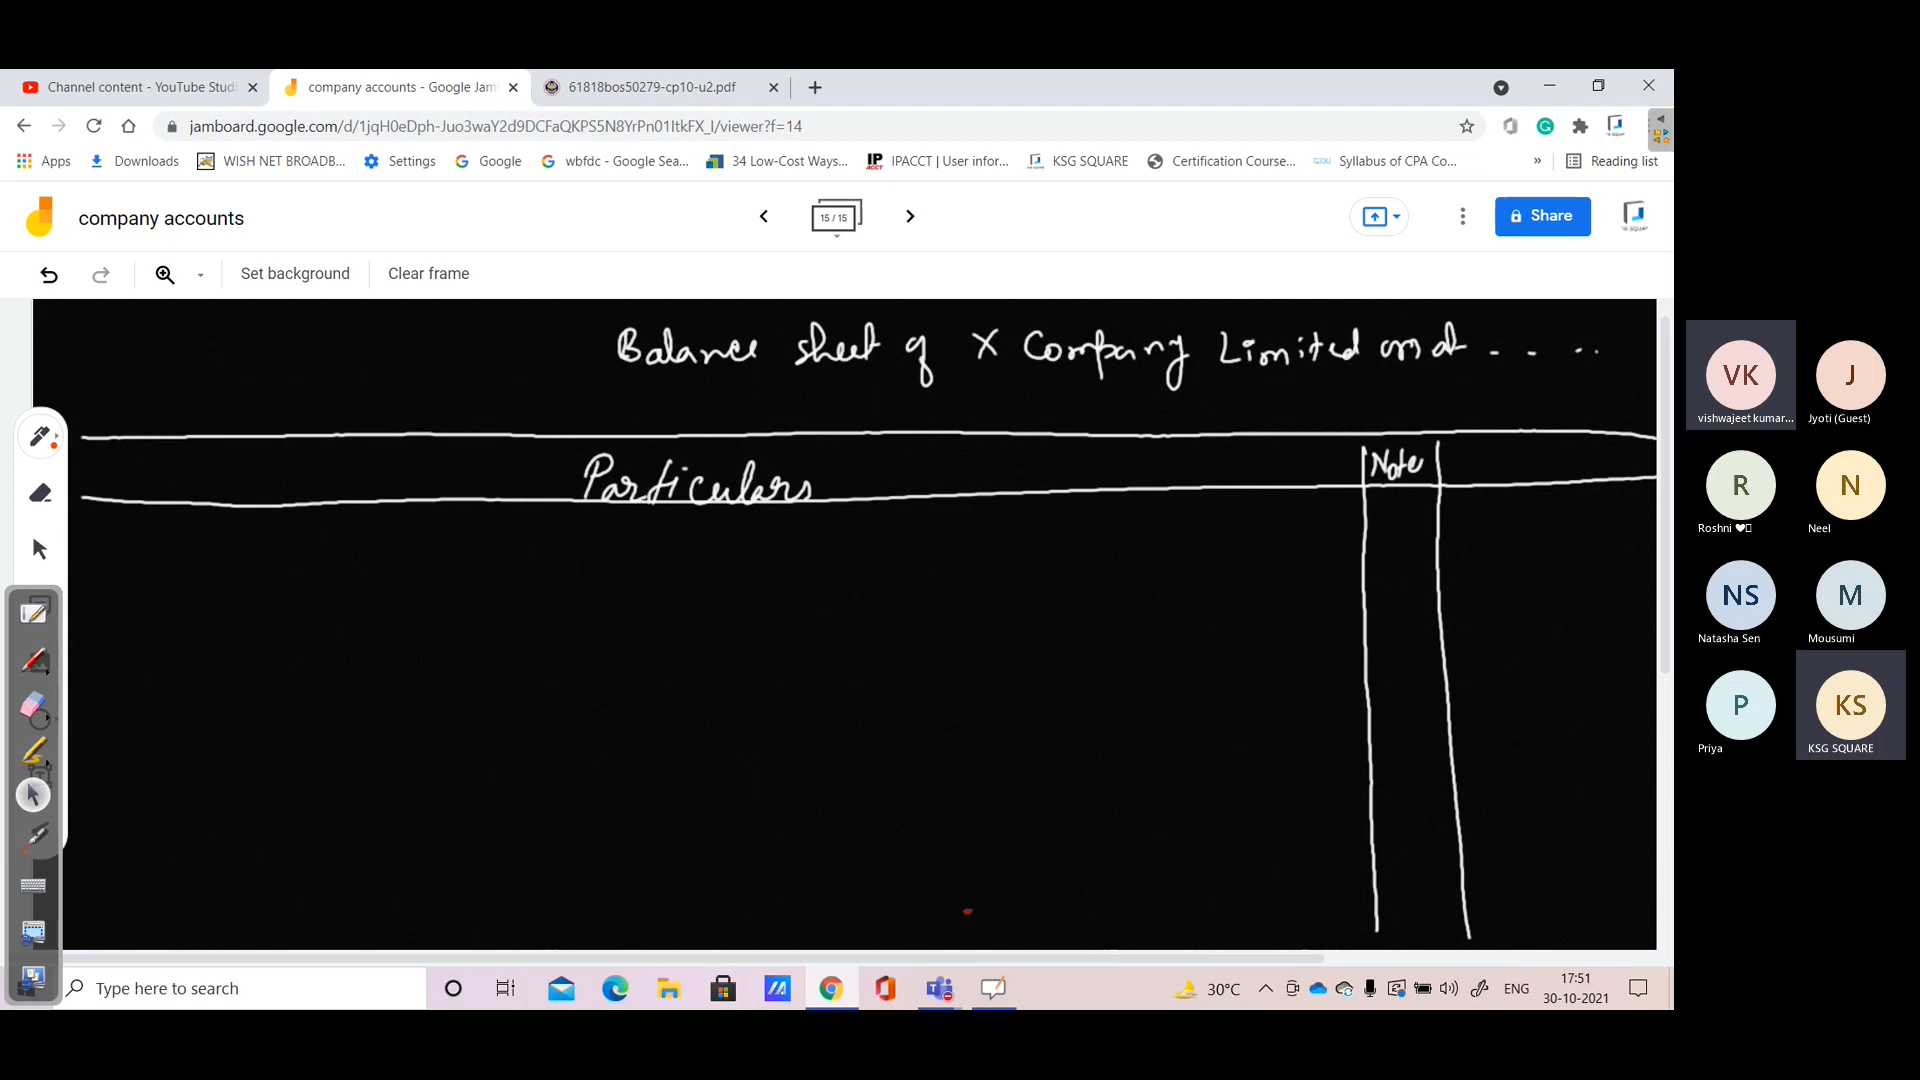 Channel content - YouTube Studi
company accounts - Google Jam
61818bos50279-cp10-u2.pdf
jamboard.google.com/d/1jqH0eDph-Juo3waY2d9DCFaQKPS5N8YrPn01ItkFX_I/viewer?f=14
Apps Downloads WISH NET BROADB... Settings Google wbfdc - Google Sea... 34 Low-Cost Ways... IPACCT | User infor... KSG SQUARE Certification Course... Syllabus of CPA Co... » Reading list
company accounts
15 / 15
Share
Set background Clear frame
Balance sheet of X Company Limited as at - - - -
Particulars Note
VK J
vishwajeet kumar... Jyoti (Guest)
R N
Roshni Neel
NS M
Natasha Sen Mousumi
P KS
Priya KSG SQUARE
Type here to search
30°C
ENG
17:51
30-10-2021